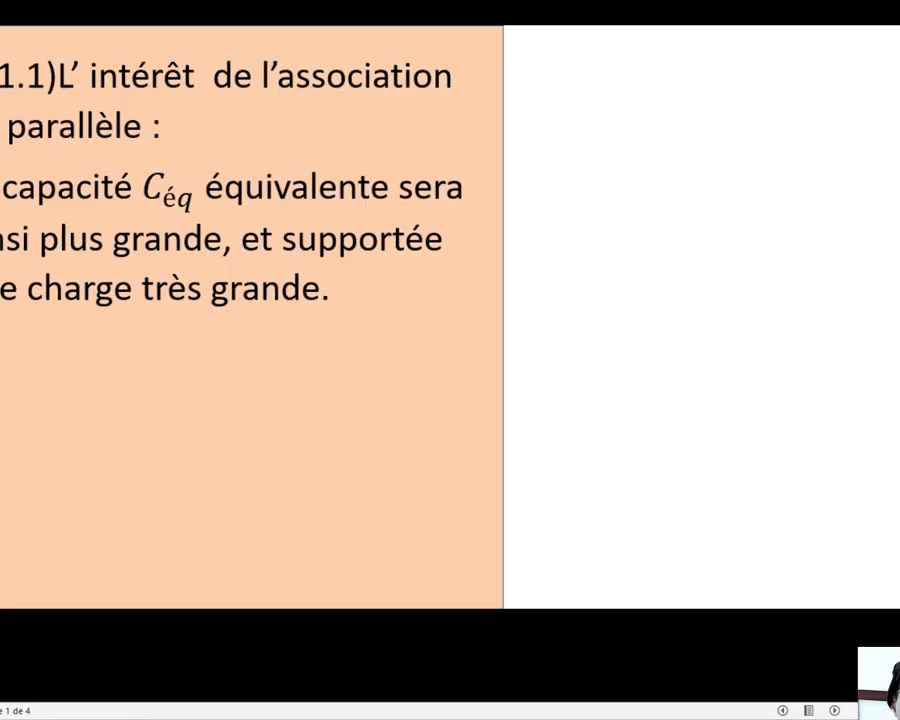 1.1)L’ intérêt de l’association
parallèle :
capacité Céq équivalente sera
nsi plus grande, et supportée
e charge très grande.
e 1 de 4